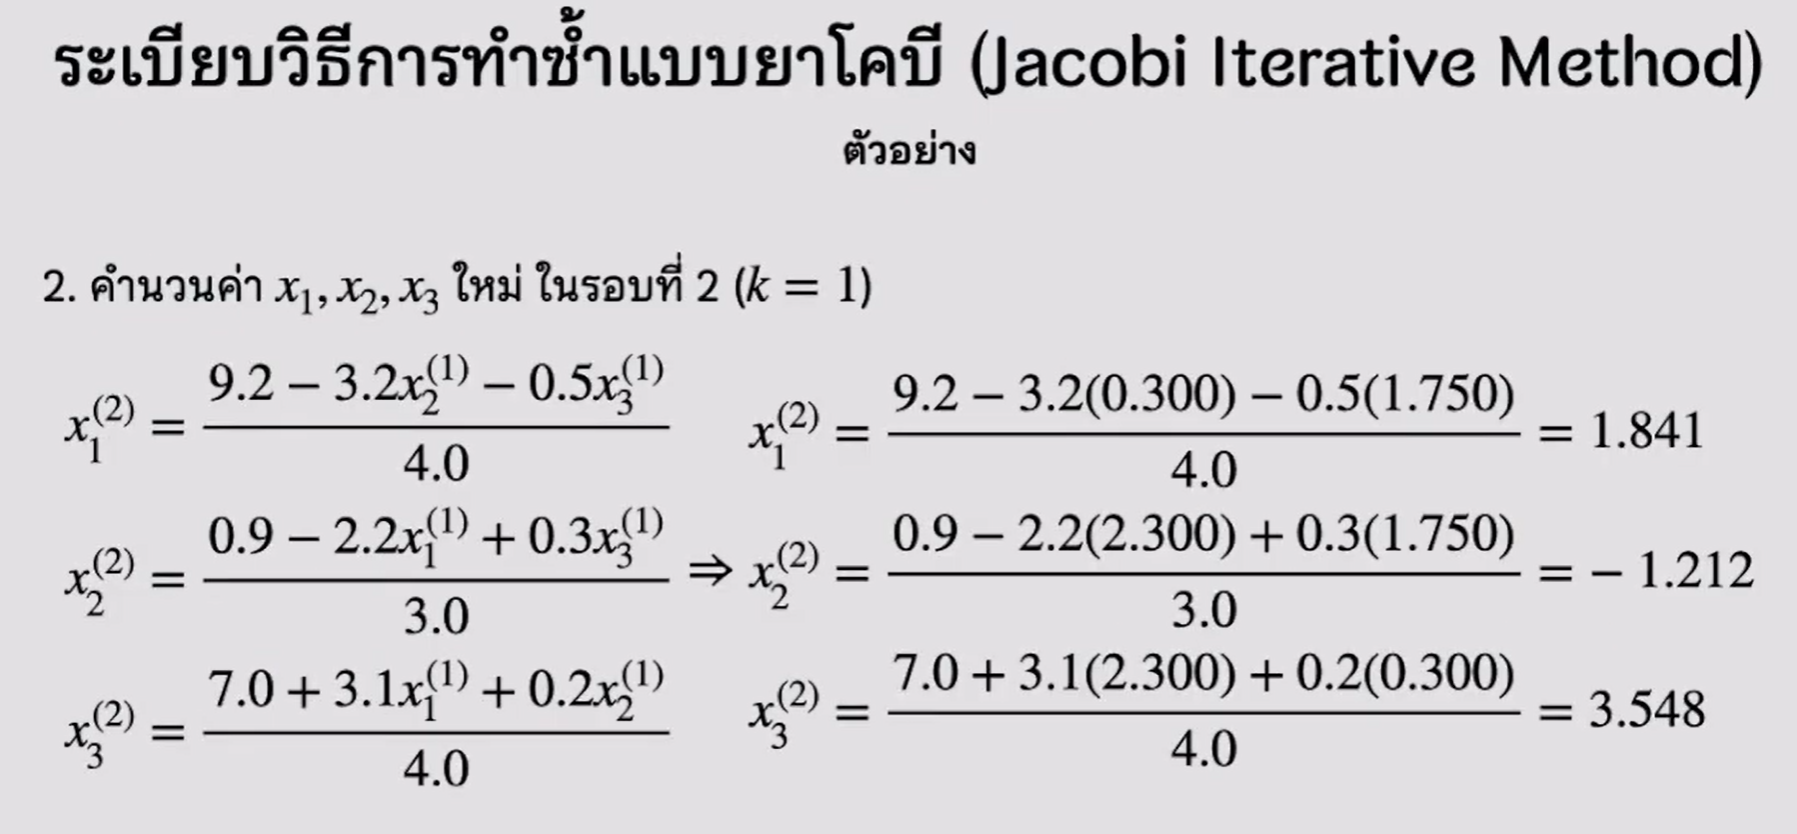 ระเบียบวิธีการทำซ้ำแบบยาโคบี (Jacobi Iterative Method)
ตัวอย่าง
2. คำนวนค่า x₁, x₂, x₃ ใหม่ ในรอบที่ 2 (k = 1)
x₁⁽²⁾ = (9.2 − 3.2x₂⁽¹⁾ − 0.5x₃⁽¹⁾) / 4.0
x₂⁽²⁾ = (0.9 − 2.2x₁⁽¹⁾ + 0.3x₃⁽¹⁾) / 3.0
x₃⁽²⁾ = (7.0 + 3.1x₁⁽¹⁾ + 0.2x₂⁽¹⁾) / 4.0
⇒
x₁⁽²⁾ = (9.2 − 3.2(0.300) − 0.5(1.750)) / 4.0 = 1.841
x₂⁽²⁾ = (0.9 − 2.2(2.300) + 0.3(1.750)) / 3.0 = − 1.212
x₃⁽²⁾ = (7.0 + 3.1(2.300) + 0.2(0.300)) / 4.0 = 3.548